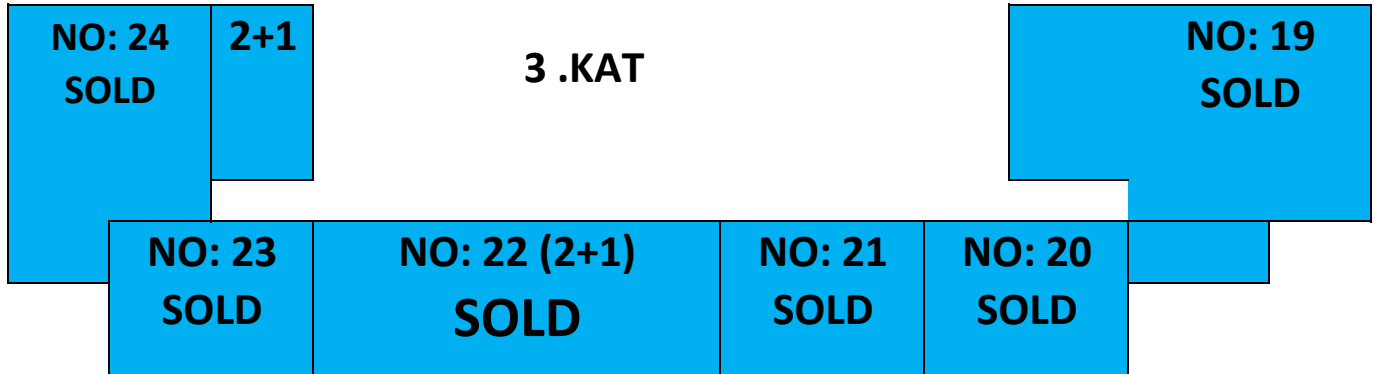 NO: 24
SOLD
2+1
3 .KAT
NO: 19
SOLD
NO: 23
SOLD
NO: 22 (2+1)
SOLD
NO: 21
SOLD
NO: 20
SOLD